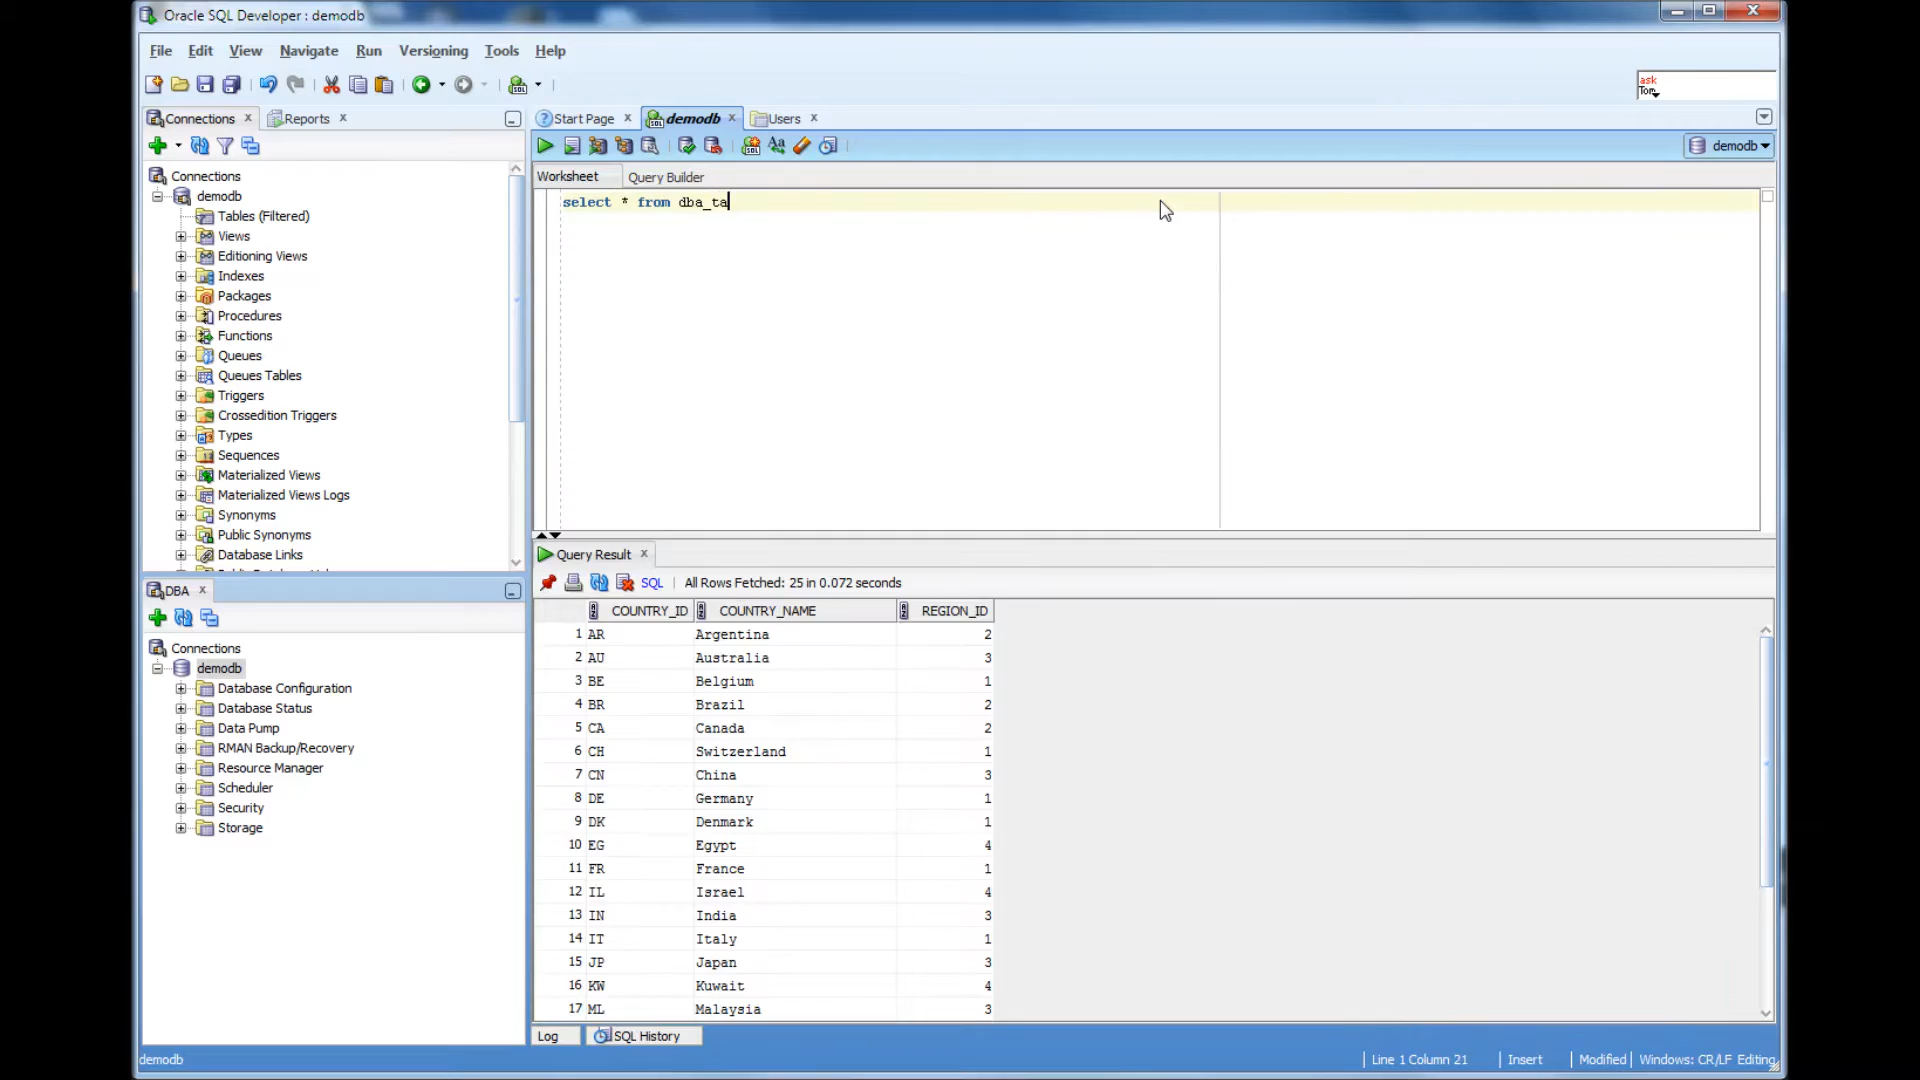 Oracle SQL Developer : demodb
File Edit View Navigate Run Versioning Tools Help
ask
Tom
Connections Reports
Start Page demodb Users
demodb
Worksheet Query Builder
select * from dba_ta
Connections
demodb
Tables (Filtered)
Views
Editioning Views
Indexes
Packages
Procedures
Functions
Queues
Queues Tables
Triggers
Crossedition Triggers
Types
Sequences
Materialized Views
Materialized Views Logs
Synonyms
Public Synonyms
Database Links
DBA
Connections
demodb
Database Configuration
Database Status
Data Pump
RMAN Backup/Recovery
Resource Manager
Scheduler
Security
Storage
Query Result
SQL All Rows Fetched: 25 in 0.072 seconds
COUNTRY_ID COUNTRY_NAME REGION_ID
1 AR Argentina 2
2 AU Australia 3
3 BE Belgium 1
4 BR Brazil 2
5 CA Canada 2
6 CH Switzerland 1
7 CN China 3
8 DE Germany 1
9 DK Denmark 1
10 EG Egypt 4
11 FR France 1
12 IL Israel 4
13 IN India 3
14 IT Italy 1
15 JP Japan 3
16 KW Kuwait 4
17 ML Malaysia 3
Log SQL History
demodb
Line 1 Column 21 Insert Modified Windows: CR/LF Editing